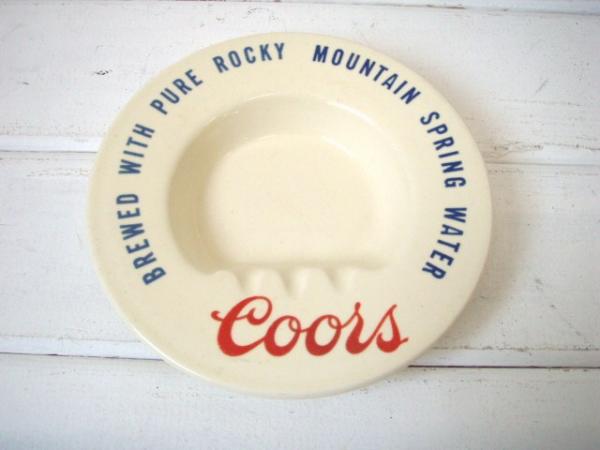 BREWED WITH PURE ROCKY MOUNTAIN SPRING WATER
Coors